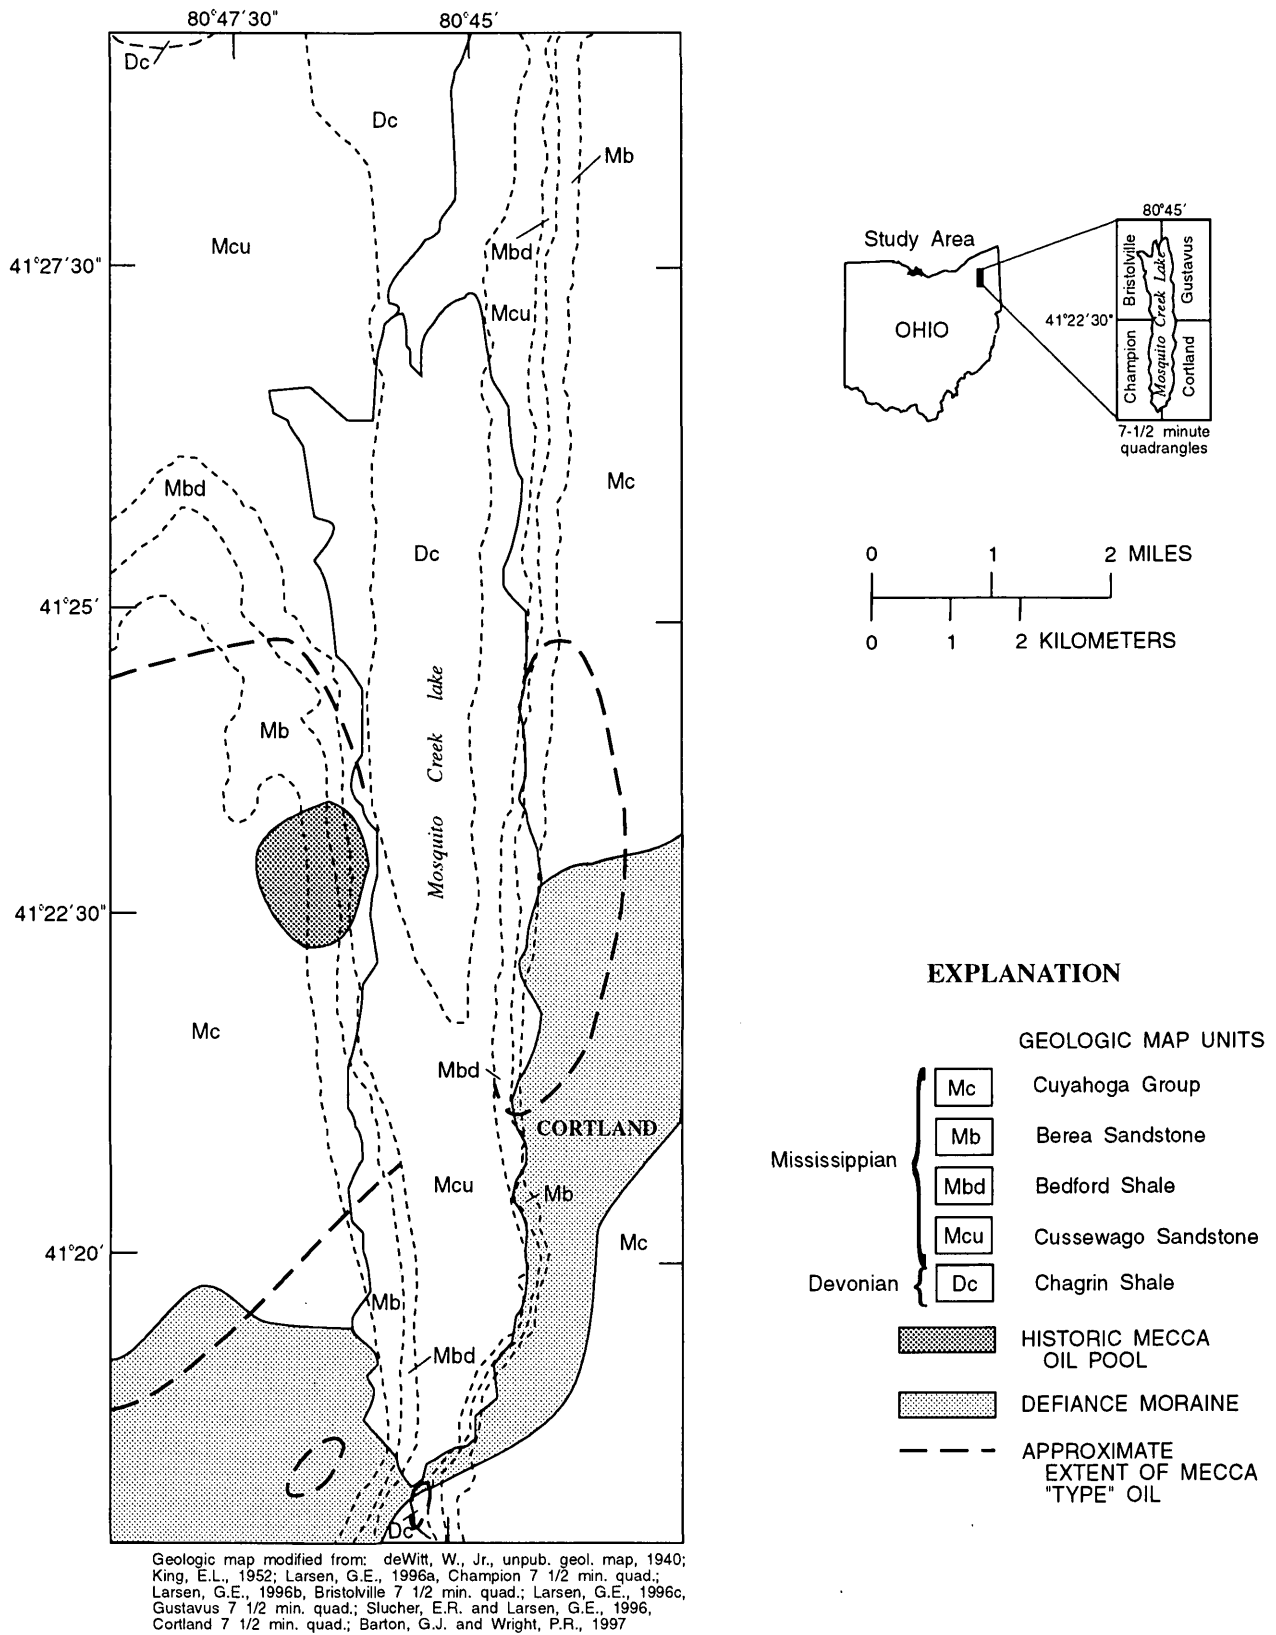 80°47'30"
80°45'
Dc
Dc
Mb
Mcu
Mbd
41°27'30"
Mcu
Mc
Mbd
Dc
41°25'
Mosquito Creek lake
Mb
41°22'30"
Mc
Mbd
CORTLAND
Mcu
Mb
Mc
41°20'
Mb
Mbd
Dc
Geologic map modified from: deWitt, W., Jr., unpub. geol. map, 1940;
King, E.L., 1952; Larsen, G.E., 1996a, Champion 7 1/2 min. quad.;
Larsen, G.E., 1996b, Bristolville 7 1/2 min. quad.; Larsen, G.E., 1996c,
Gustavus 7 1/2 min. quad.; Slucher, E.R. and Larsen, G.E., 1996,
Cortland 7 1/2 min. quad.; Barton, G.J. and Wright, P.R., 1997
80°45'
Study Area
Bristolville
Gustavus
Mosquito Creek Lake
41°22'30"
OHIO
Champion
Cortland
7-1/2 minute
quadrangles
0 1 2 MILES
0 1 2 KILOMETERS
EXPLANATION
GEOLOGIC MAP UNITS
Mc Cuyahoga Group
Mb Berea Sandstone
Mississippian
Mbd Bedford Shale
Mcu Cussewago Sandstone
Devonian
Dc Chagrin Shale
HISTORIC MECCA
OIL POOL
DEFIANCE MORAINE
APPROXIMATE
EXTENT OF MECCA
"TYPE" OIL